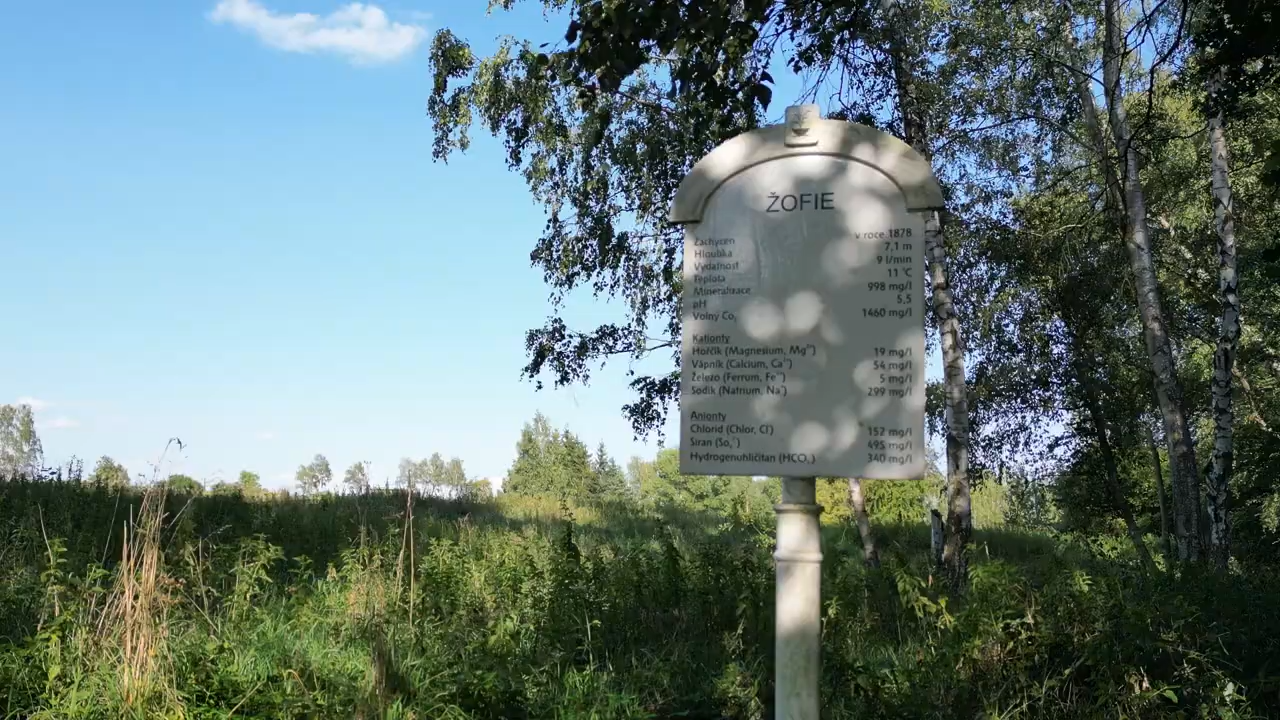 ŽOFIE
Zachycen v roce 1878
Hloubka 7,1 m
Vydatnost 9 l/min
Teplota 11 °C
Mineralizace 998 mg/l
pH 5,5
Volný Co₂ 1460 mg/l
Kationty
Hořčík (Magnesium, Mg²⁺) 19 mg/l
Vápník (Calcium, Ca²⁺) 54 mg/l
Železo (Ferrum, Fe²⁺) 5 mg/l
Sodík (Natrium, Na⁺) 299 mg/l
Anionty
Chlorid (Chlor, Cl⁻) 152 mg/l
Síran (So₄²⁻) 495 mg/l
Hydrogenuhličitan (HCO₃⁻) 340 mg/l